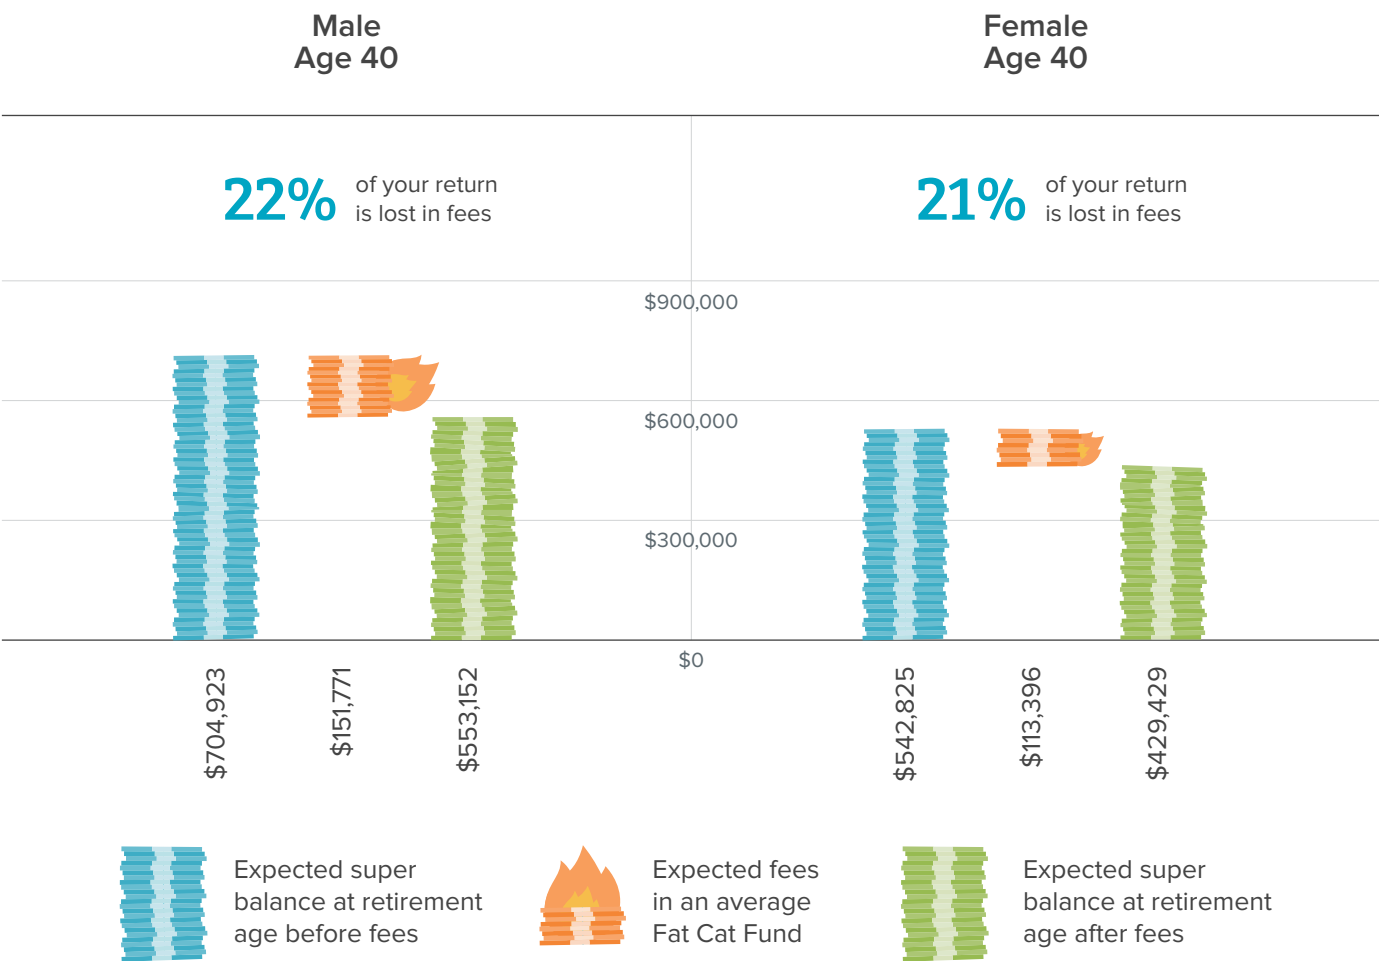 Male
Age 40
Female
Age 40
22%
of your return
is lost in fees
21%
of your return
is lost in fees
$900,000
$600,000
$300,000
$0
$704,923
$151,771
$553,152
$542,825
$113,396
$429,429
Expected super
balance at retirement
age before fees
Expected fees
in an average
Fat Cat Fund
Expected super
balance at retirement
age after fees